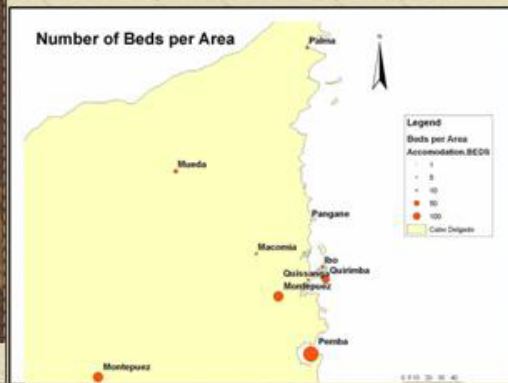 Number of Beds per Area
Palma
N
Legend
Beds per Area
Accomodation.BEDS
1
5
10
50
100
Cabo Delgado
Mueda
Pangane
Macomia
Ibo
Quissanga
Quirimba
Montepuez
Pemba
Montepuez